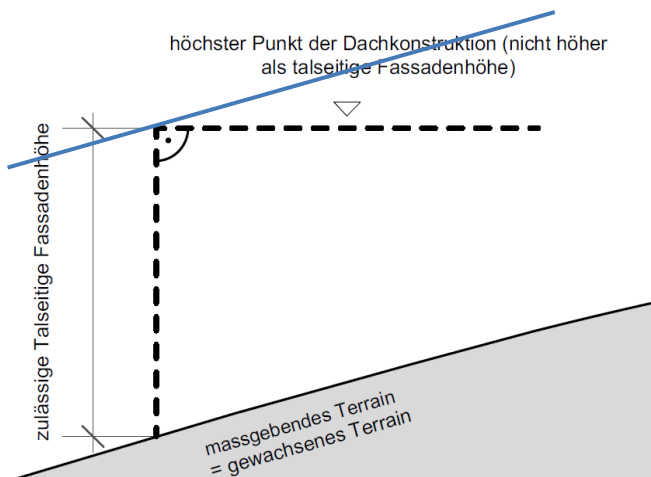 höchster Punkt der Dachkonstruktion (nicht höher
als talseitige Fassadenhöhe)
zulässige Talseitige Fassadenhöhe
massgebendes Terrain
= gewachsenes Terrain